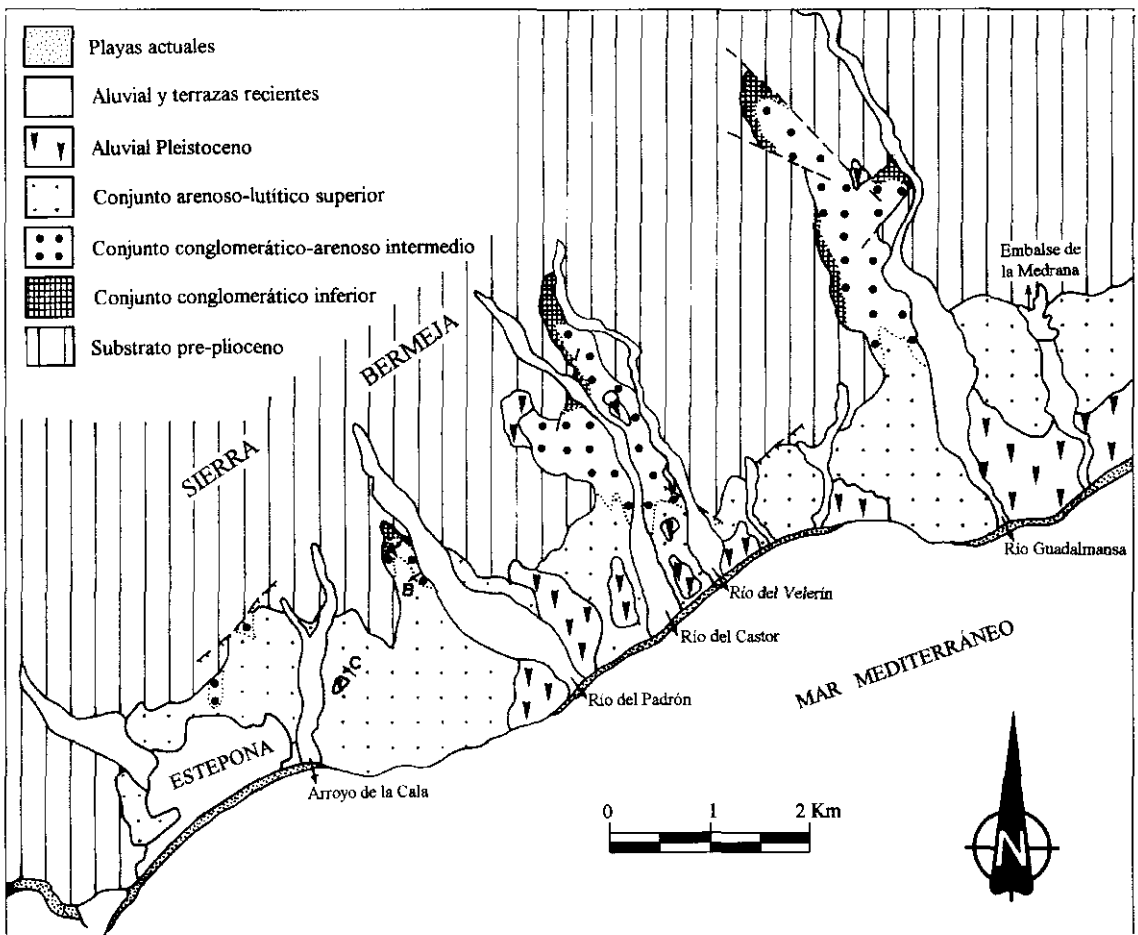 Playas actuales
Aluvial y terrazas recientes
Aluvial Pleistoceno
Conjunto arenoso-lutítico superior
Conjunto conglomerático-arenoso intermedio
Conjunto conglomerático inferior
Substrato pre-plioceno
Embalse de
la Medrana
SIERRA
BERMEJA
B
C
ESTEPONA
Arroyo de la Cala
Río del Padrón
Río del Castor
Río del Velerín
Río Guadalmansa
MAR MEDITERRÁNEO
0 1 2 Km
N